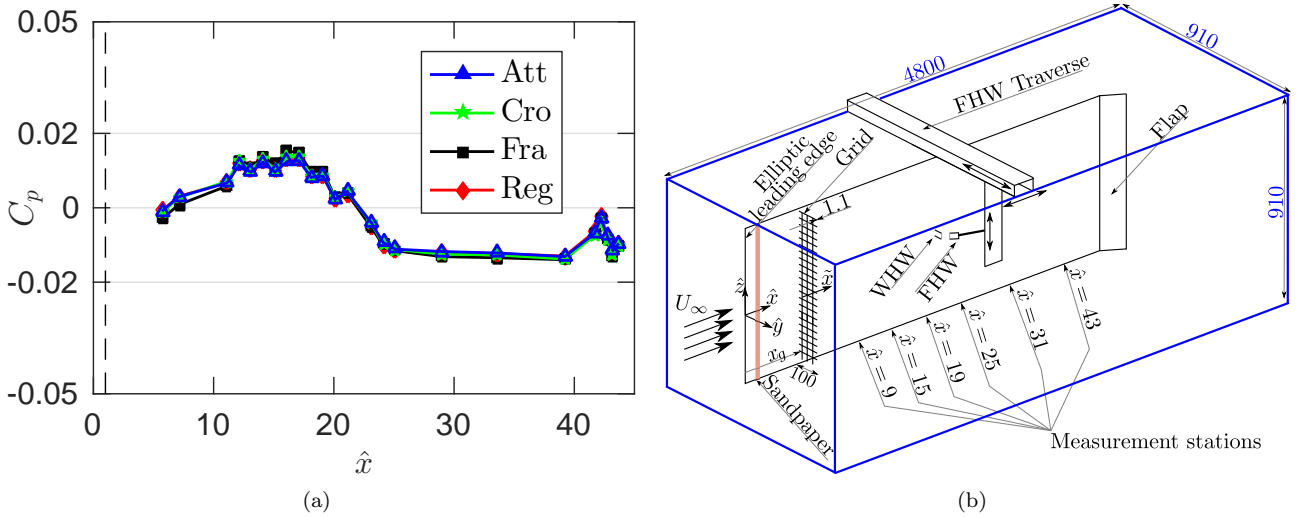 0.05
0.02
0
-0.02
-0.05
C_p
0 10 20 30 40
x̂
Att
Cro
Fra
Reg
(a)
4800
910
910
FHW Traverse
Flap
Elliptic
leading edge
Grid
1.1
WHW
FHW
U_∞
ẑ
x̂
ŷ
x̃
x_g
100
Sandpaper
x̂ = 9
x̂ = 15
x̂ = 19
x̂ = 25
x̂ = 31
x̂ = 43
Measurement stations
(b)